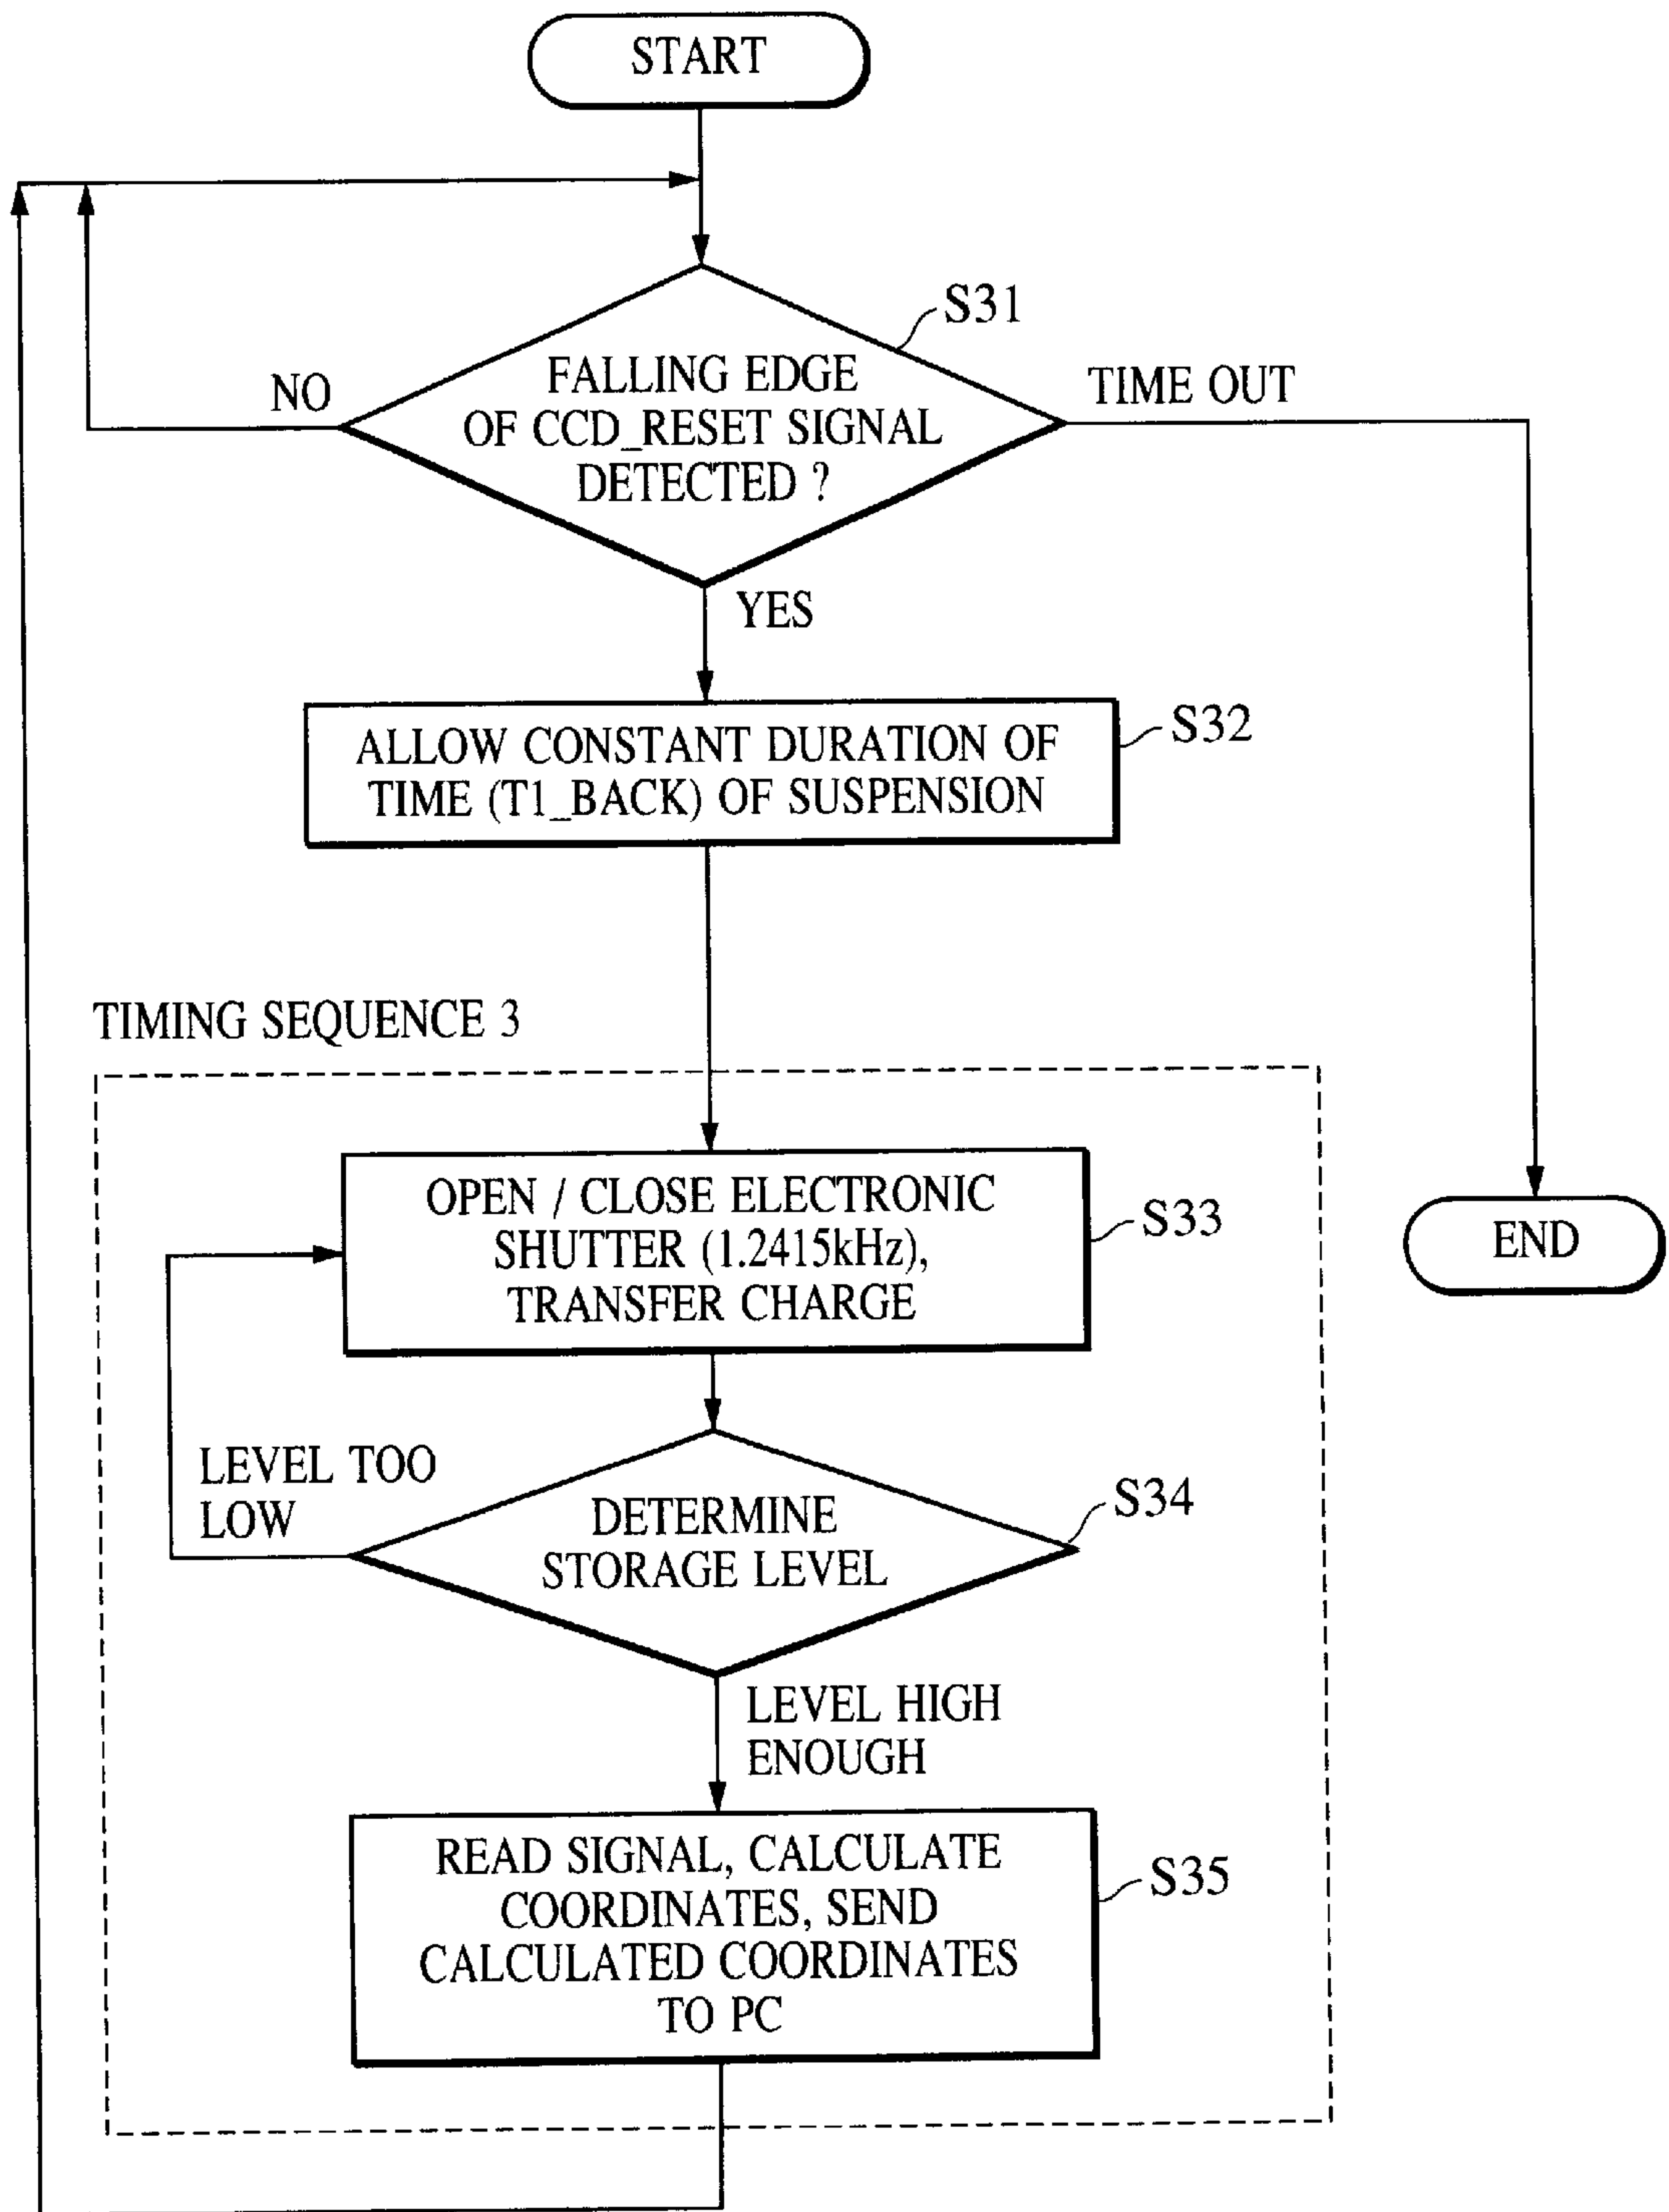 START
S31
NO
FALLING EDGE
OF CCD_RESET SIGNAL
DETECTED ?
TIME OUT
YES
S32
ALLOW CONSTANT DURATION OF
TIME (T1_BACK) OF SUSPENSION
TIMING SEQUENCE 3
OPEN / CLOSE ELECTRONIC
SHUTTER (1.2415kHz),
TRANSFER CHARGE
S33
END
LEVEL TOO
LOW
DETERMINE
STORAGE LEVEL
S34
LEVEL HIGH
ENOUGH
READ SIGNAL, CALCULATE
COORDINATES, SEND
CALCULATED COORDINATES
TO PC
S35